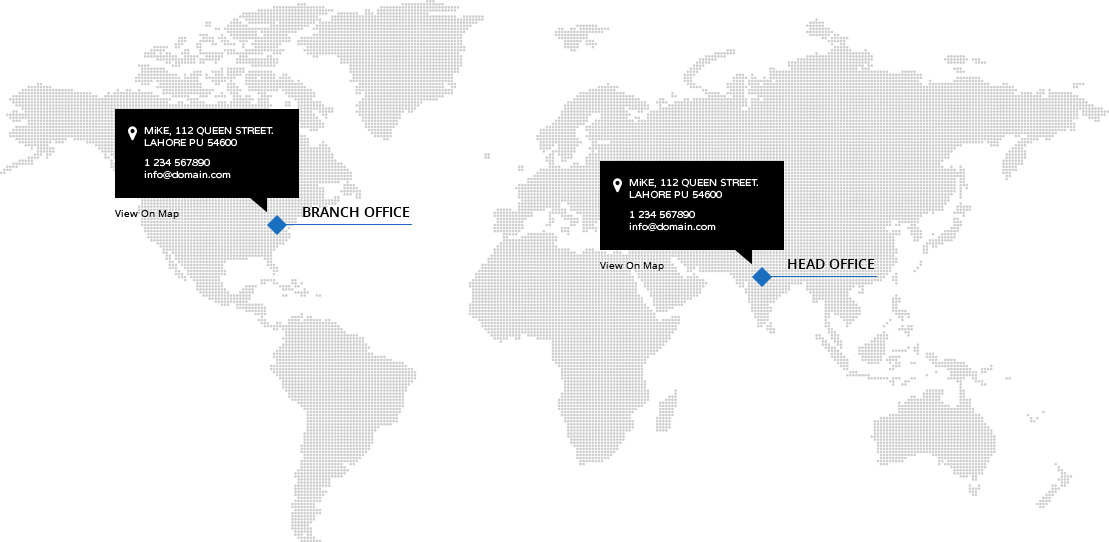 MiKE, 112 QUEEN STREET.
LAHORE PU 54600
1 234 567890
info@domain.com
View On Map
BRANCH OFFICE
MiKE, 112 QUEEN STREET.
LAHORE PU 54600
1 234 567890
info@domain.com
View On Map
HEAD OFFICE